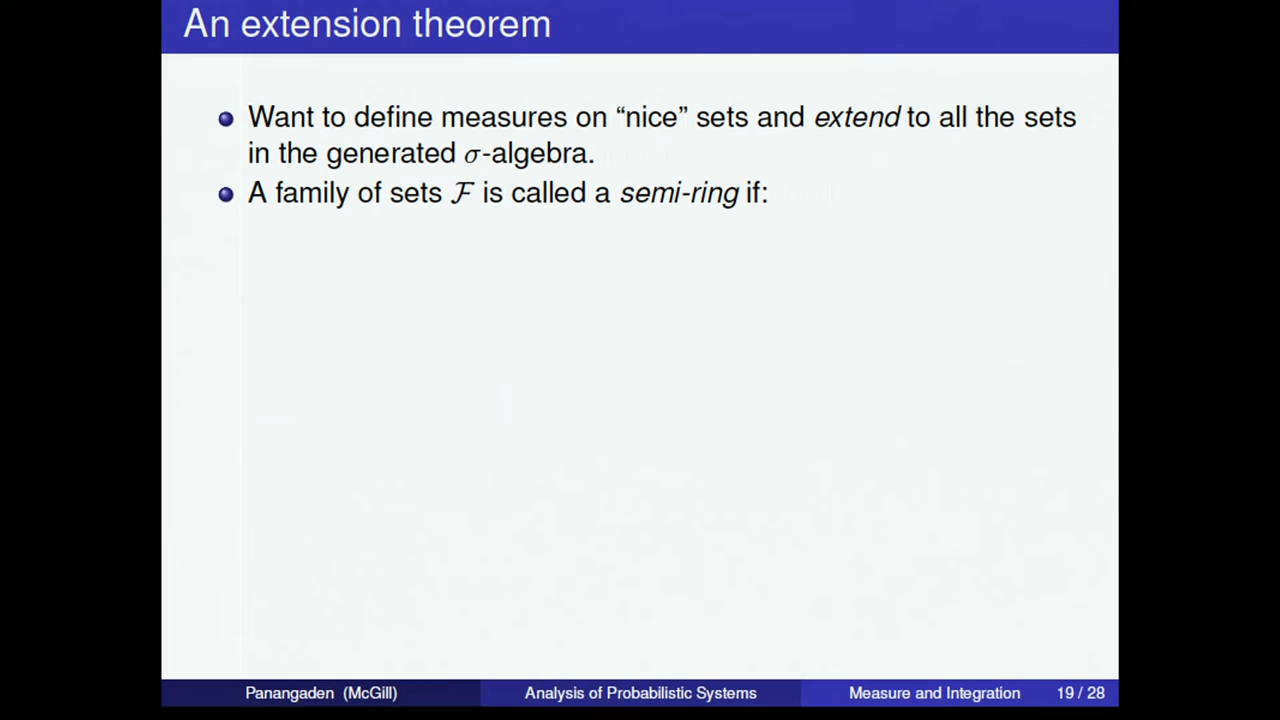 An extension theorem
Want to define measures on “nice” sets and extend to all the sets
in the generated σ-algebra.
A family of sets ℱ is called a semi-ring if:
Panangaden (McGill) Analysis of Probabilistic Systems Measure and Integration 19 / 28